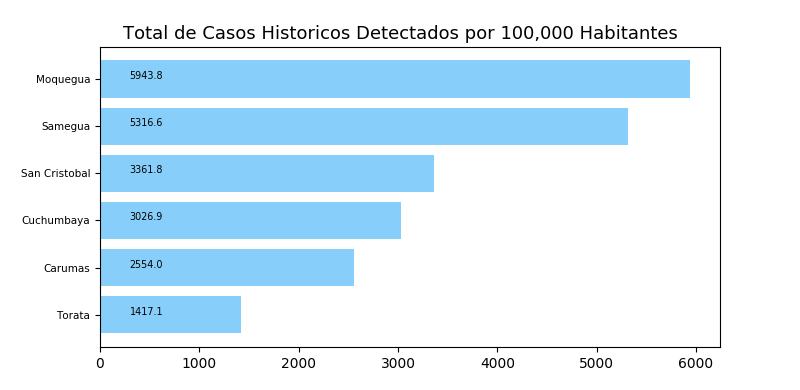 Total de Casos Historicos Detectados por 100,000 Habitantes
Moquegua 5943.8
Samegua 5316.6
San Cristobal 3361.8
Cuchumbaya 3026.9
Carumas 2554.0
Torata 1417.1
0 1000 2000 3000 4000 5000 6000